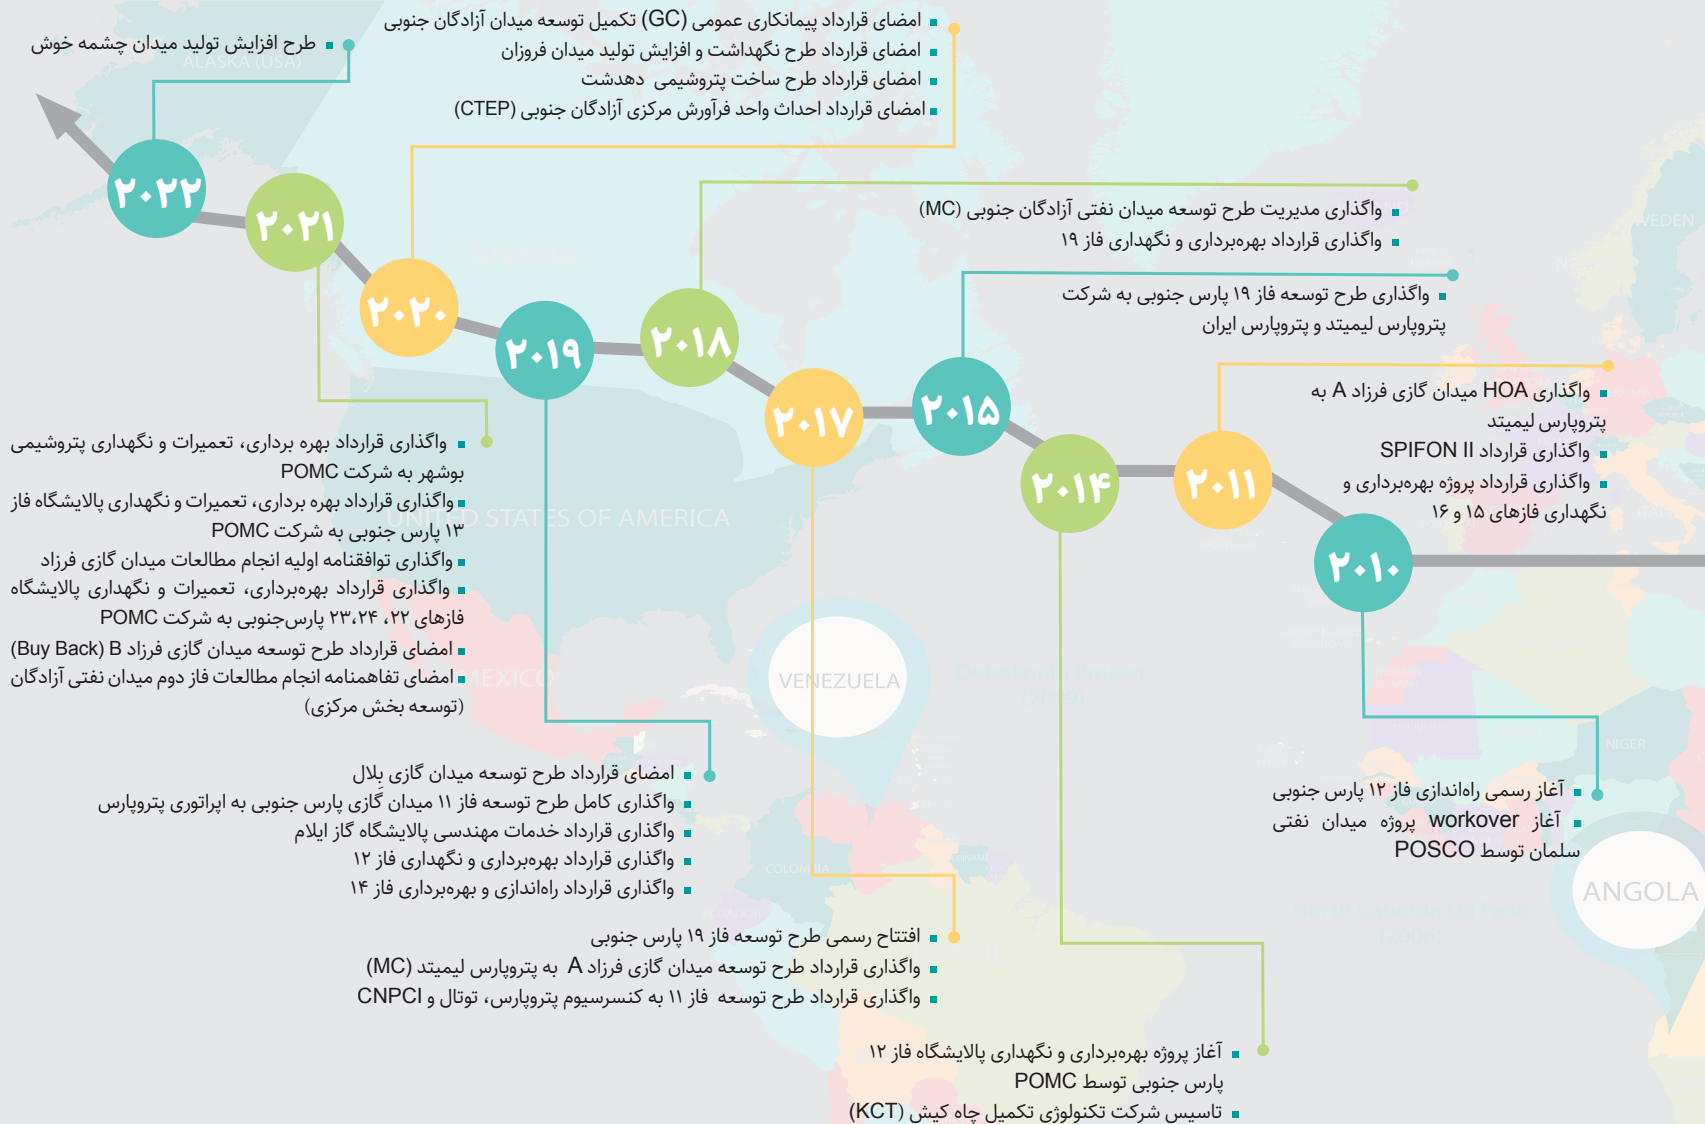 امضای قرارداد پیمانکاری عمومی (GC) تکمیل توسعه میدان آزادگان جنوبی
امضای قرارداد طرح نگهداشت و افزایش تولید میدان فروزان
امضای قرارداد طرح ساخت پتروشیمی دهدشت
امضای قرارداد احداث واحد فرآورش مرکزی آزادگان جنوبی (CTEP)
طرح افزایش تولید میدان چشمه خوش
ALASKA (USA)
۲۰۲۲
۲۰۲۱
۲۰۲۰
۲۰۱۹
۲۰۱۸
۲۰۱۷
۲۰۱۵
۲۰۱۴
۲۰۱۱
۲۰۱۰
واگذاری مدیریت طرح توسعه میدان نفتی آزادگان جنوبی (MC)
واگذاری قرارداد بهره‌برداری و نگهداری فاز ۱۹
واگذاری طرح توسعه فاز ۱۹ پارس جنوبی به شرکت
پتروپارس لیمیتد و پتروپارس ایران
واگذاری HOA میدان گازی فرزاد A به
پتروپارس لیمیتد
واگذاری قرارداد SPIFON II
واگذاری قرارداد پروژه بهره‌برداری و
نگهداری فازهای ۱۵ و ۱۶
واگذاری قرارداد بهره برداری، تعمیرات و نگهداری پتروشیمی
بوشهر به شرکت POMC
واگذاری قرارداد بهره برداری، تعمیرات و نگهداری پالایشگاه فاز
۱۳ پارس جنوبی به شرکت POMC
واگذاری توافقنامه اولیه انجام مطالعات میدان گازی فرزاد
واگذاری قرارداد بهره‌برداری، تعمیرات و نگهداری پالایشگاه
فازهای ۲۲، ۲۳،۲۴ پارس‌جنوبی به شرکت POMC
امضای قرارداد طرح توسعه میدان گازی فرزاد B (Buy Back)
امضای تفاهمنامه انجام مطالعات فاز دوم میدان نفتی آزادگان
(توسعه بخش مرکزی)
امضای قرارداد طرح توسعه میدان گازی بلال
واگذاری کامل طرح توسعه فاز ۱۱ میدان گازی پارس جنوبی به اپراتوری پتروپارس
واگذاری قرارداد خدمات مهندسی پالایشگاه گاز ایلام
واگذاری قرارداد بهره‌برداری و نگهداری فاز ۱۲
واگذاری قرارداد راه‌اندازی و بهره‌برداری فاز ۱۴
آغاز رسمی راه‌اندازی فاز ۱۲ پارس جنوبی
آغاز workover پروژه میدان نفتی
سلمان توسط POSCO
افتتاح رسمی طرح توسعه فاز ۱۹ پارس جنوبی
واگذاری قرارداد طرح توسعه میدان گازی فرزاد A به پتروپارس لیمیتد (MC)
واگذاری قرارداد طرح توسعه فاز ۱۱ به کنسرسیوم پتروپارس، توتال و CNPCI
آغاز پروژه بهره‌برداری و نگهداری پالایشگاه فاز ۱۲
پارس جنوبی توسط POMC
تاسیس شرکت تکنولوژی تکمیل چاه کیش (KCT)
CANADA
UNITED STATES OF AMERICA
MEXICO
VENEZUELA
COLOMBIA
ECUADOR
NIGER
ANGOLA